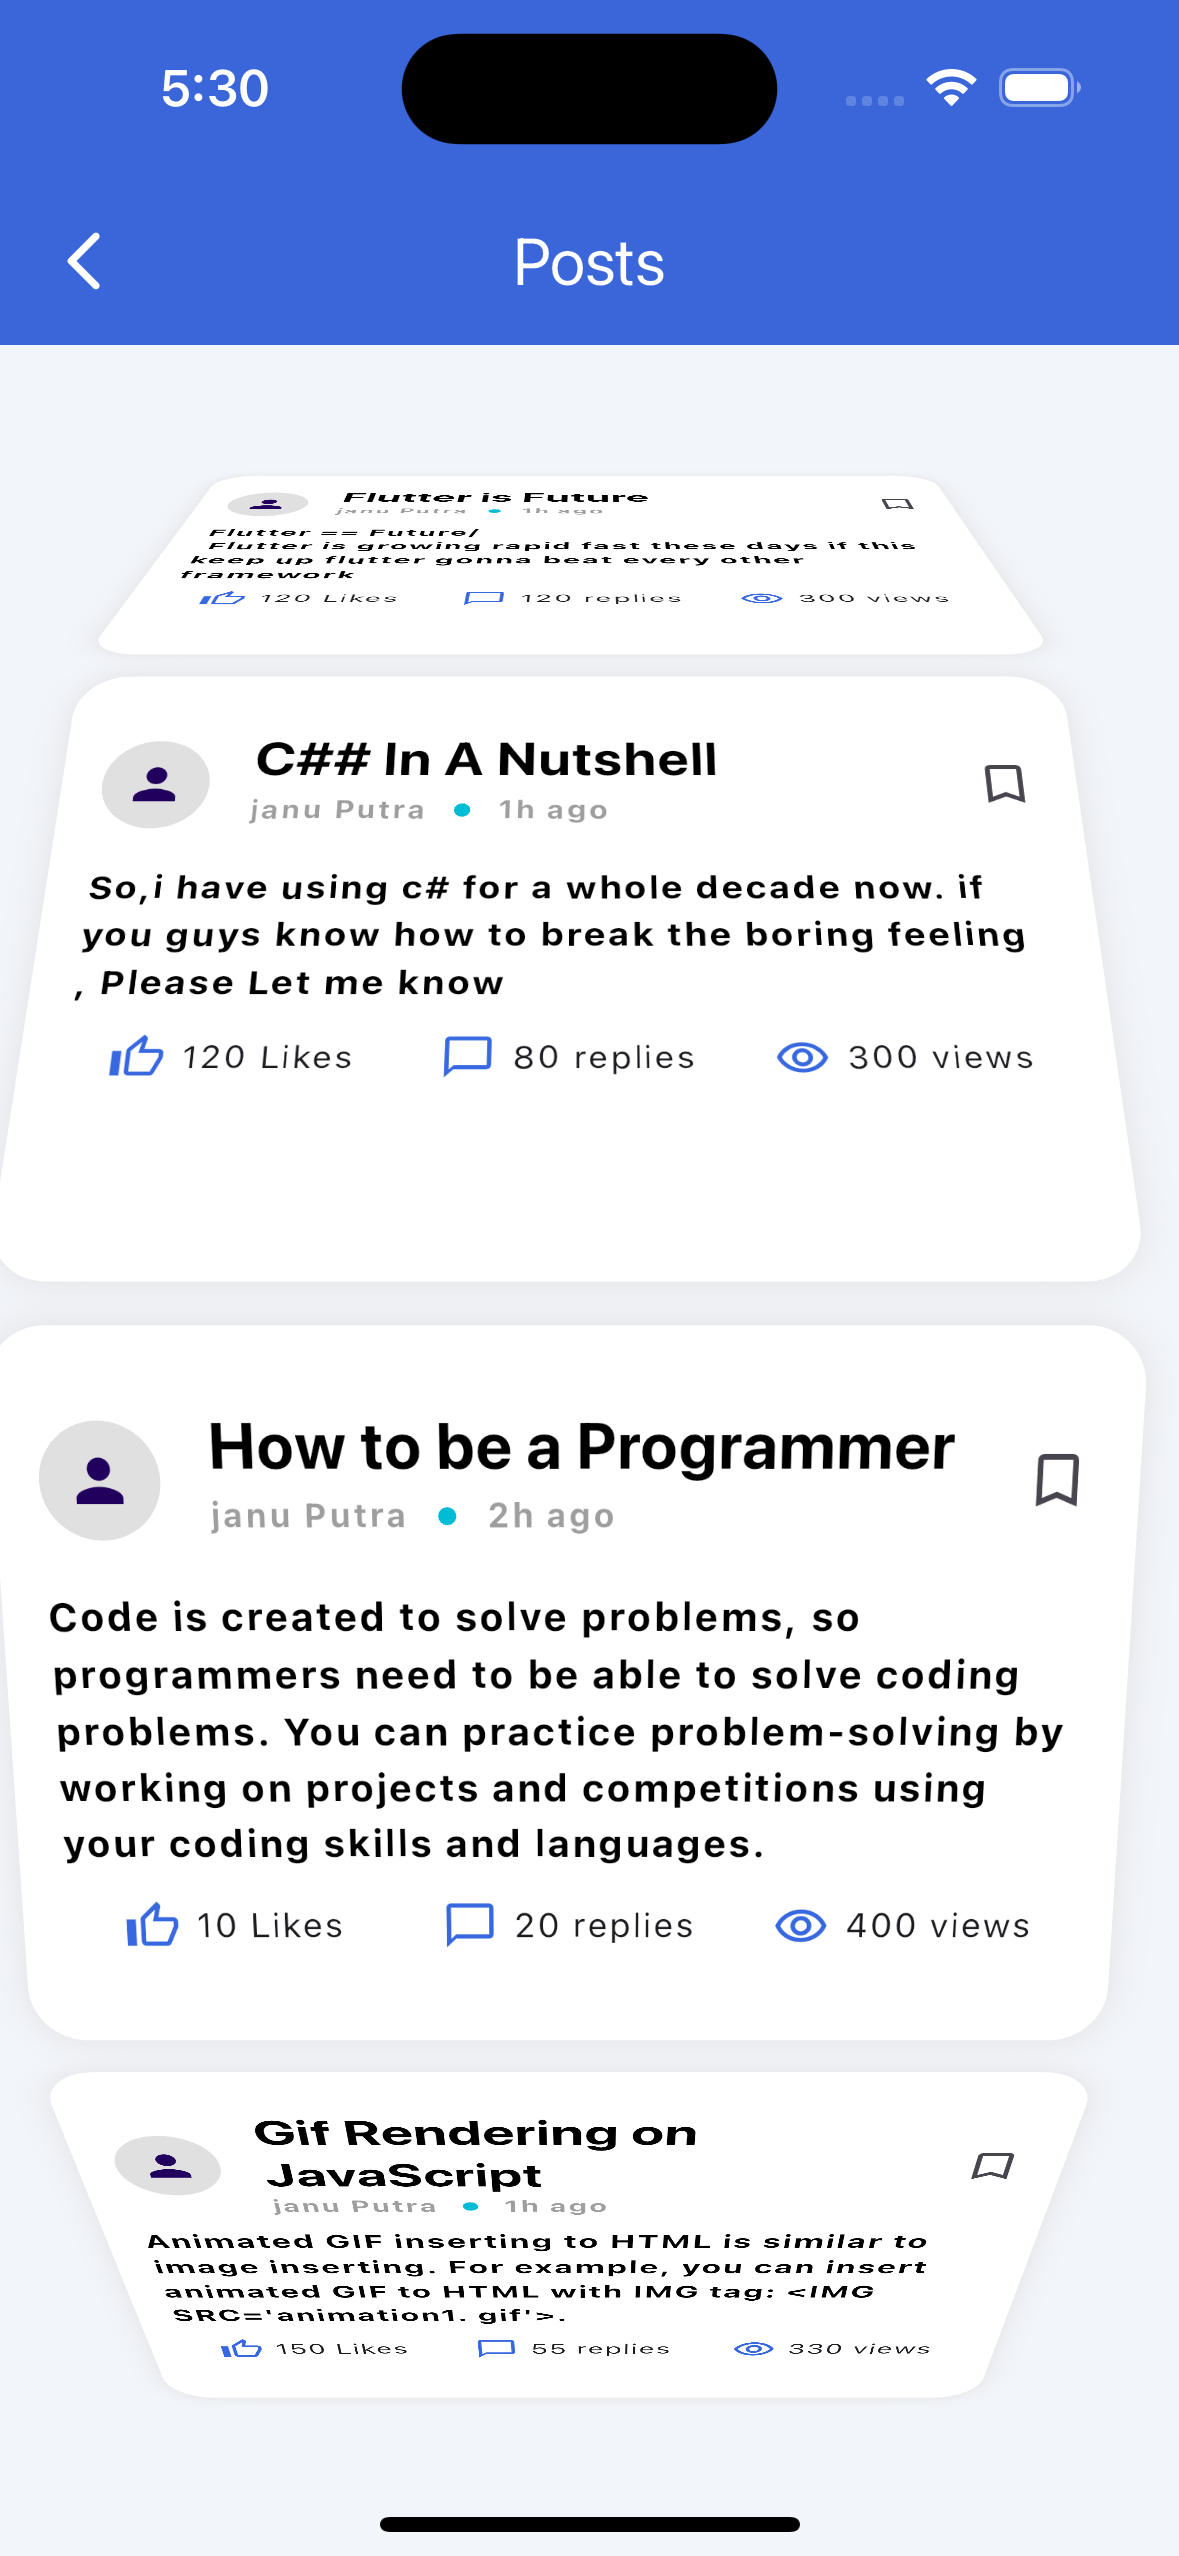 5:30
Posts
Flutter is Future
janu Putra • 1h ago
Flutter == Future/
Flutter is growing rapid fast these days if this
keep up flutter gonna beat every other
framework
120 Likes 120 replies 300 views
C## In A Nutshell
janu Putra • 1h ago
So,i have using c# for a whole decade now. if
you guys know how to break the boring feeling
, Please Let me know
120 Likes 80 replies 300 views
How to be a Programmer
janu Putra • 2h ago
Code is created to solve problems, so
programmers need to be able to solve coding
problems. You can practice problem-solving by
working on projects and competitions using
your coding skills and languages.
10 Likes 20 replies 400 views
Gif Rendering on
JavaScript
janu Putra • 1h ago
Animated GIF inserting to HTML is similar to
image inserting. For example, you can insert
animated GIF to HTML with IMG tag: <IMG
SRC='animation1. gif'>.
150 Likes 55 replies 330 views